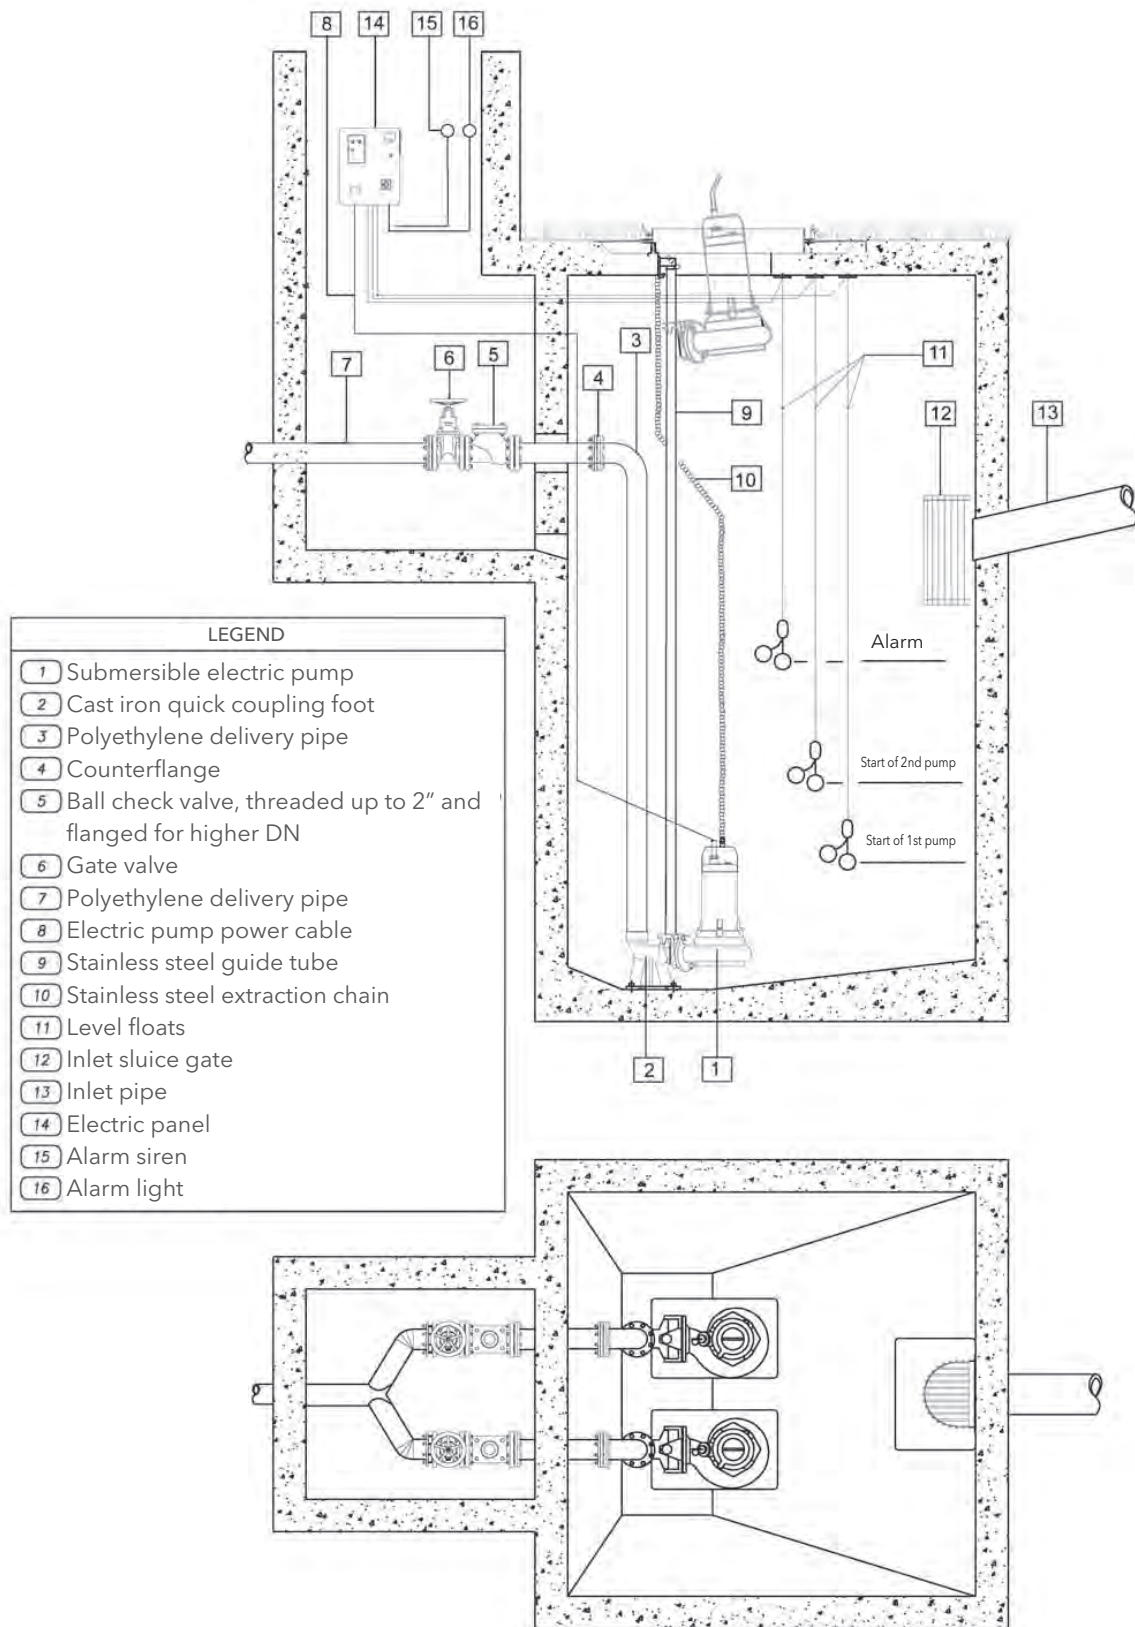 8 14 15 16
3
6 5 4
7 9 11
12 13
10
Alarm
Start of 2nd pump
Start of 1st pump
2 1
LEGEND
1 Submersible electric pump
2 Cast iron quick coupling foot
3 Polyethylene delivery pipe
4 Counterflange
5 Ball check valve, threaded up to 2” and
flanged for higher DN
6 Gate valve
7 Polyethylene delivery pipe
8 Electric pump power cable
9 Stainless steel guide tube
10 Stainless steel extraction chain
11 Level floats
12 Inlet sluice gate
13 Inlet pipe
14 Electric panel
15 Alarm siren
16 Alarm light